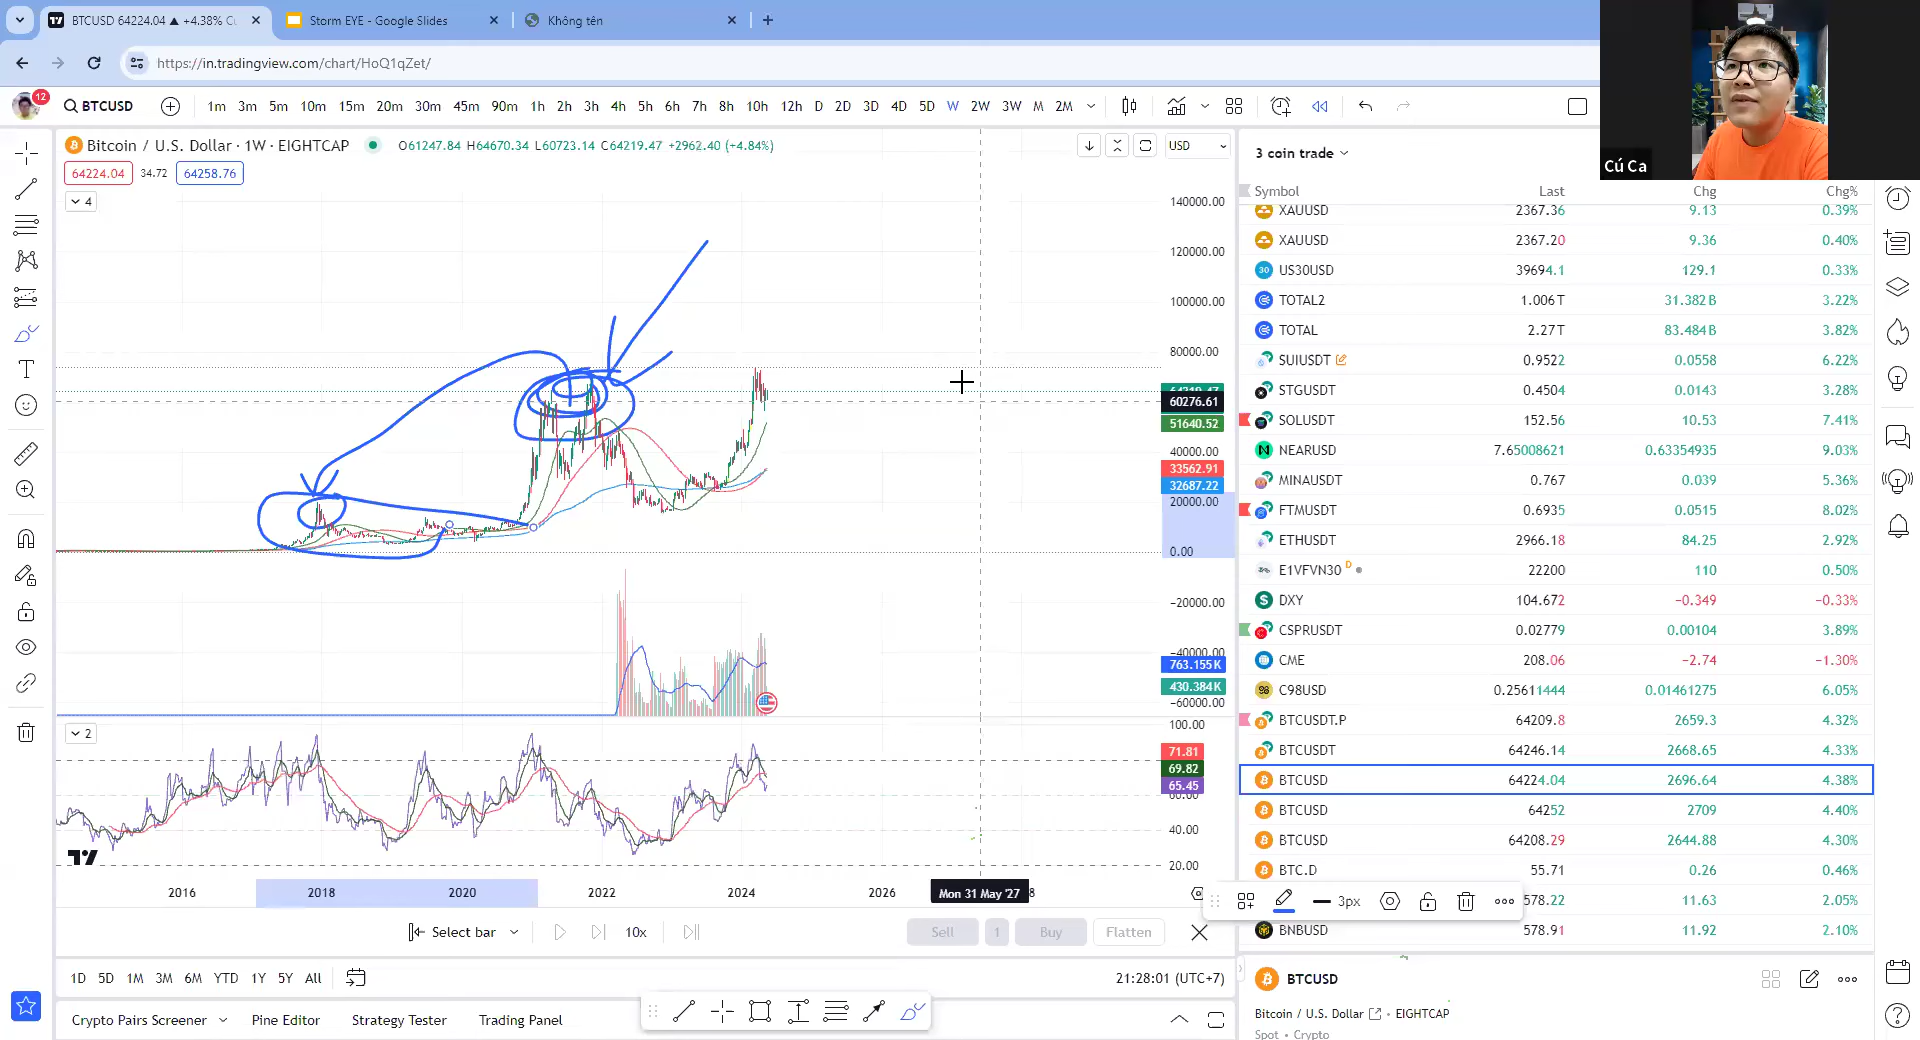 BTCUSD 64224.04 ▲ +4.38%
Storm EYE - Google Slides
Không tên
https://in.tradingview.com/chart/HoQ1qZet/
12
BTCUSD
1m 3m 5m 10m 15m 20m 30m 45m 90m 1h 2h 3h 4h 5h 6h 7h 8h 10h 12h D 2D 3D 4D 5D W 2W 3W M 2M
Cú Ca
Bitcoin / U.S. Dollar · 1W · EIGHTCAP
O61247.84 H64670.34 L60723.14 C64219.47 +2962.40 (+4.84%)
USD
64224.04 34.72 64258.76
4
140000.00
120000.00
100000.00
80000.00
60276.61
51640.52
40000.00
33562.91
32687.22
20000.00
0.00
−20000.00
−40000.00
763.155K
430.384K
−60000.00
2
100.00
71.81
69.82
65.45
40.00
20.00
2016 2018 2020 2022 2024 2026 Mon 31 May '27
Select bar 10x Sell 1 Buy Flatten
1D 5D 1M 3M 6M YTD 1Y 5Y All
21:28:01 (UTC+7)
Crypto Pairs Screener Pine Editor Strategy Tester Trading Panel
3 coin trade
Symbol Last Chg Chg%
XAUUSD 2367.36 9.13 0.39%
XAUUSD 2367.20 9.36 0.40%
US30USD 39694.1 129.1 0.33%
TOTAL2 1.006T 31.382B 3.22%
TOTAL 2.27T 83.484B 3.82%
SUIUSDT 0.9522 0.0558 6.22%
STGUSDT 0.4504 0.0143 3.28%
SOLUSDT 152.56 10.53 7.41%
NEARUSD 7.65008621 0.63354935 9.03%
MINAUSDT 0.767 0.039 5.36%
FTMUSDT 0.6935 0.0515 8.02%
ETHUSDT 2966.18 84.25 2.92%
E1VFVN30 D 22200 110 0.50%
DXY 104.672 −0.349 −0.33%
CSPRUSDT 0.02779 0.00104 3.89%
CME 208.06 −2.74 −1.30%
C98USD 0.25611444 0.01461275 6.05%
BTCUSDT.P 64209.8 2659.3 4.32%
BTCUSDT 64246.14 2668.65 4.33%
BTCUSD 64224.04 2696.64 4.38%
BTCUSD 64252 2709 4.40%
BTCUSD 64208.29 2644.88 4.30%
BTC.D 55.71 0.26 0.46%
3px 578.22 11.63 2.05%
BNBUSD 578.91 11.92 2.10%
BTCUSD
Bitcoin / U.S. Dollar • EIGHTCAP
Spot • Crypto